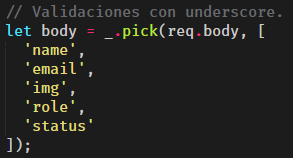 // Validaciones con underscore.
let body = _.pick(req.body, [
  'name',
  'email',
  'img',
  'role',
  'status'
]);